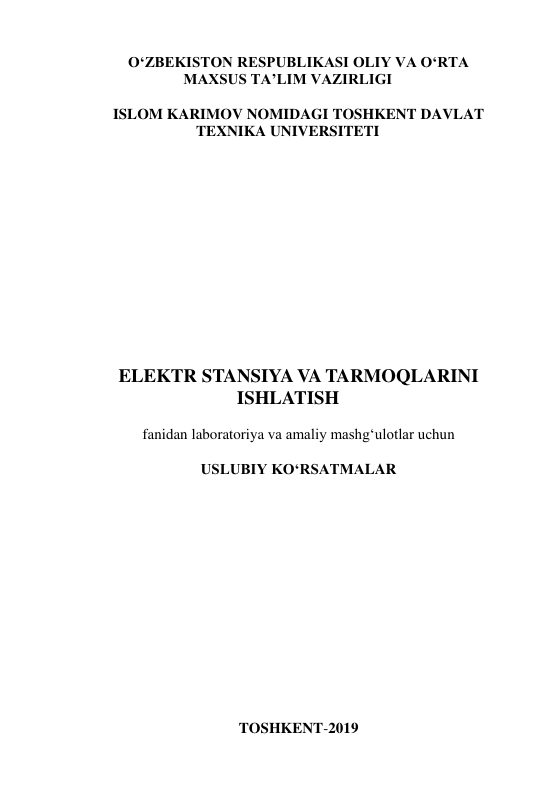 O‘ZBEKISTON RESPUBLIKASI OLIY VA O‘RTA
MAXSUS TA’LIM VAZIRLIGI
ISLOM KARIMOV NOMIDAGI TOSHKENT DAVLAT
TEXNIKA UNIVERSITETI
ELEKTR STANSIYA VA TARMOQLARINI
ISHLATISH
fanidan laboratoriya va amaliy mashg‘ulotlar uchun
USLUBIY KO‘RSATMALAR
TOSHKENT-2019